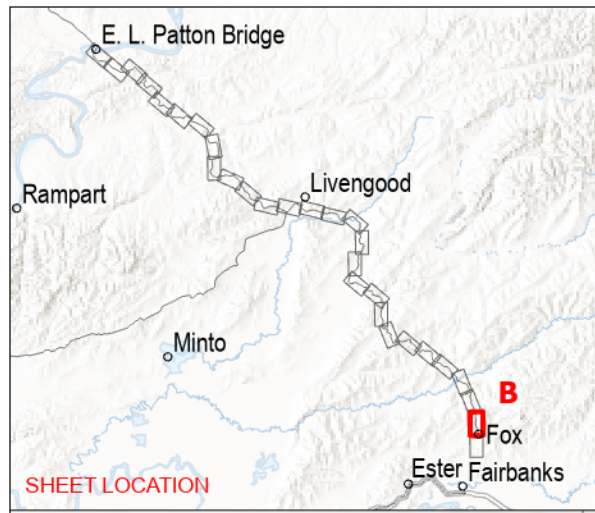 E. L. Patton Bridge
Livengood
Rampart
Minto
B
Fox
Ester Fairbanks
SHEET LOCATION